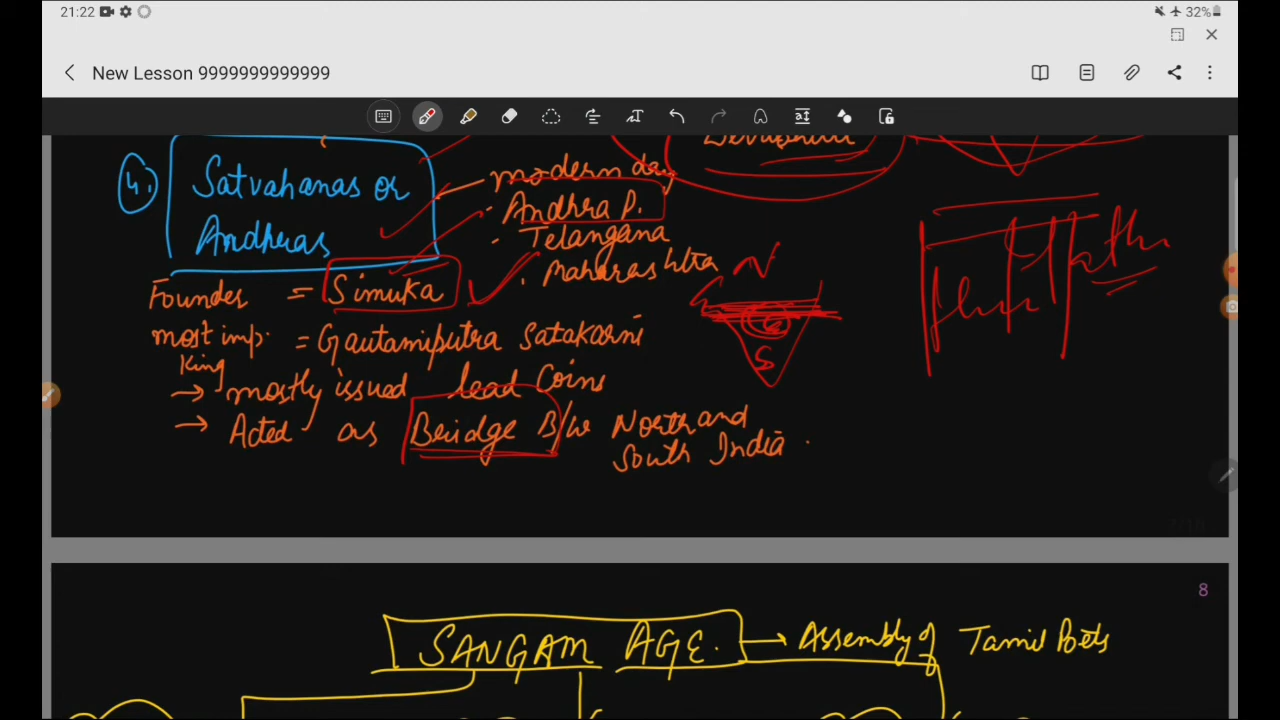 21:22
32%
New Lesson 9999999999999
4.) Satvahanas or
Andhras
modern day
Andhra P.
Telangana
Maharashtra
Founder = Simuka
most imp. = Gautamiputra Satakarni
King
→ mostly issued lead Coins
→ Acted as Bridge B/w North and
South India
N
S
8
SANGAM AGE. → Assembly of Tamil Poets